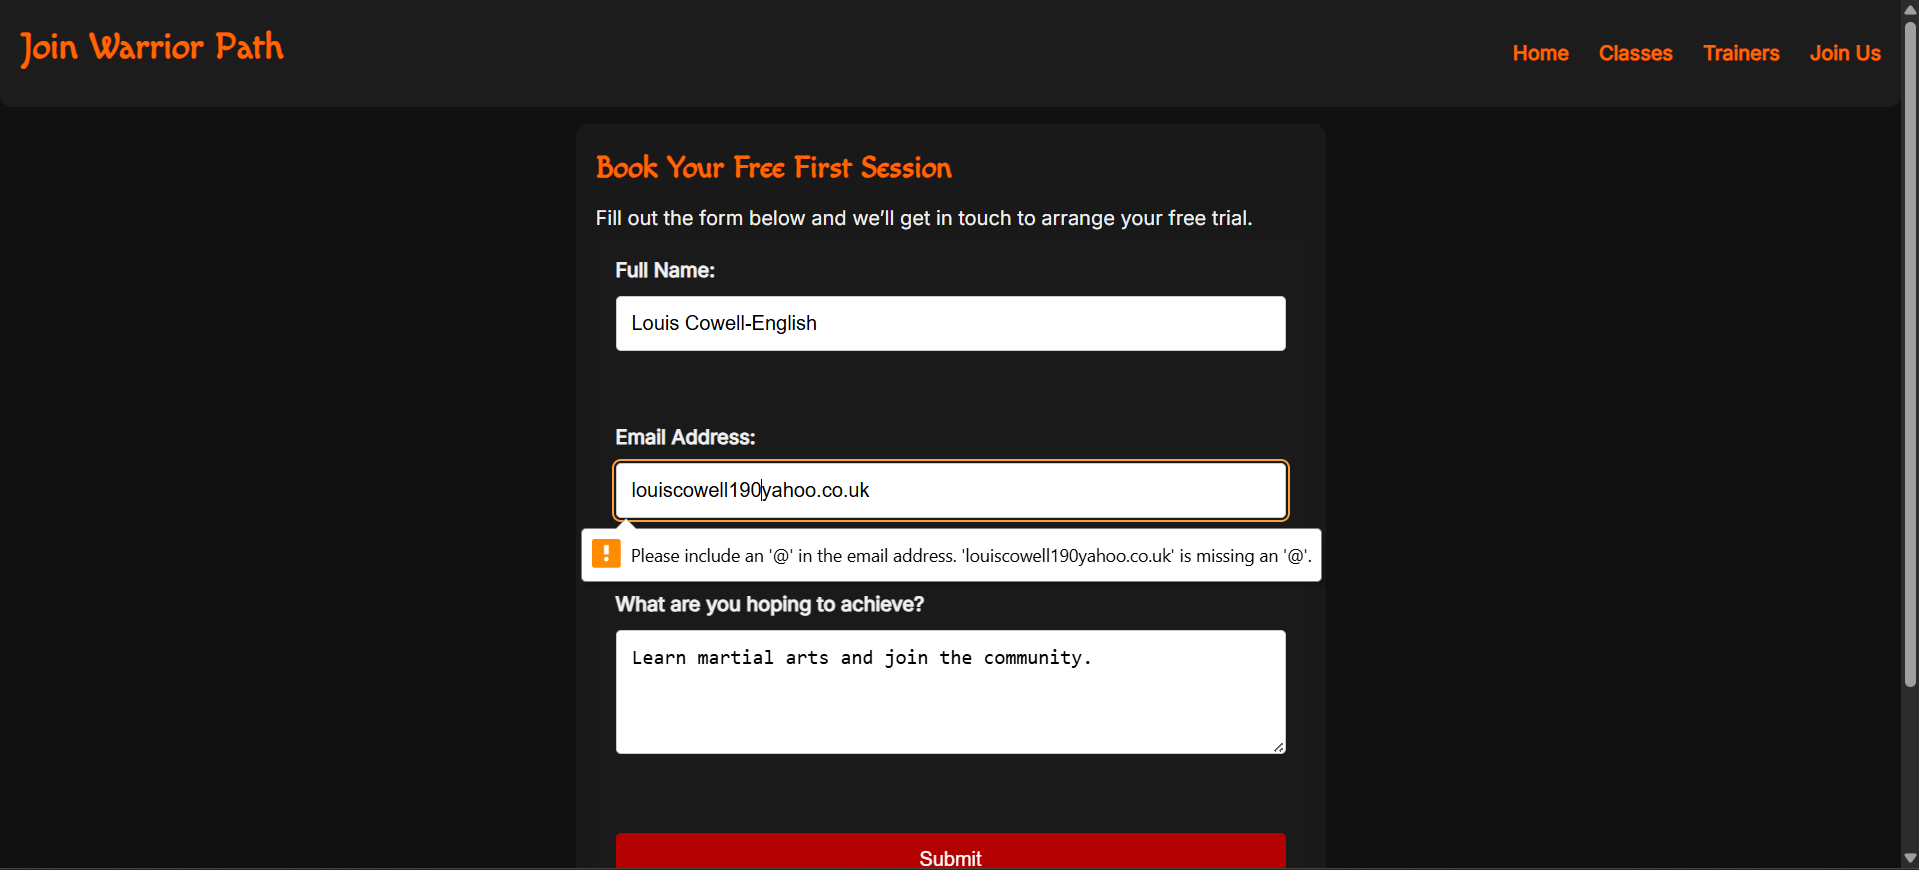 Join Warrior Path
Home Classes Trainers Join Us
Book Your Free First Session
Fill out the form below and we’ll get in touch to arrange your free trial.
Full Name:
Louis Cowell-English
Email Address:
louiscowell190yahoo.co.uk
Please include an '@' in the email address. 'louiscowell190yahoo.co.uk' is missing an '@'.
What are you hoping to achieve?
Learn martial arts and join the community.
Submit